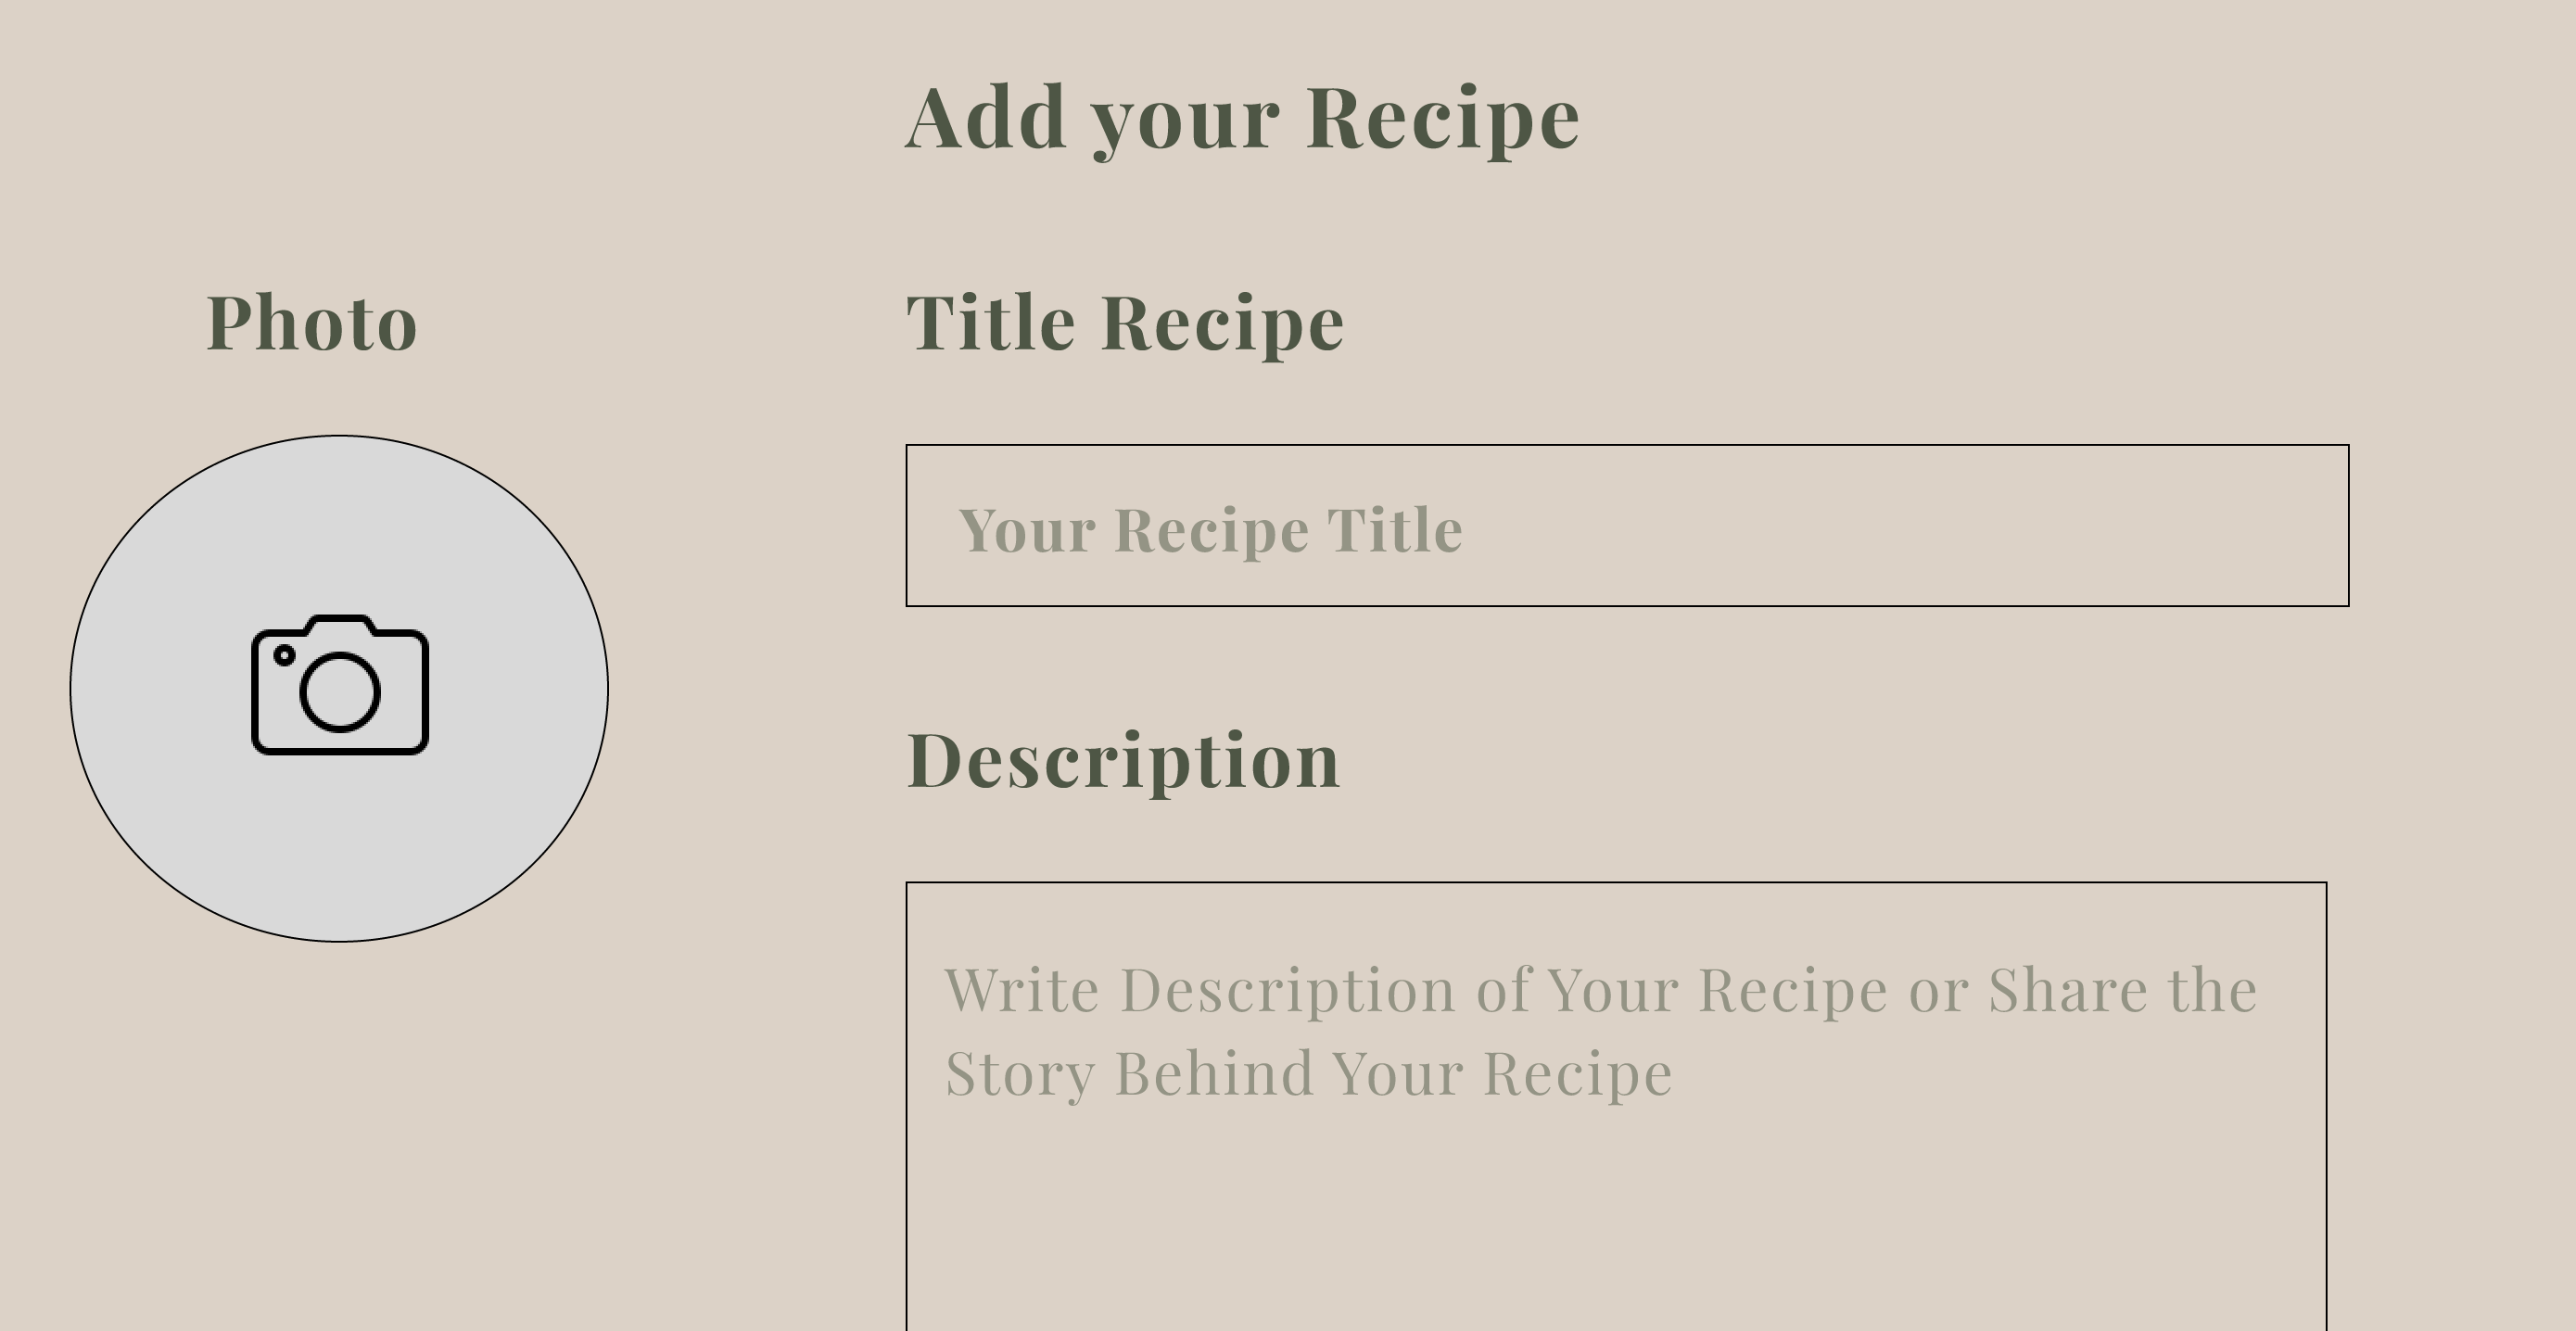 Add your Recipe
Photo
Title Recipe
Your Recipe Title
Description
Write Description of Your Recipe or Share the
Story Behind Your Recipe